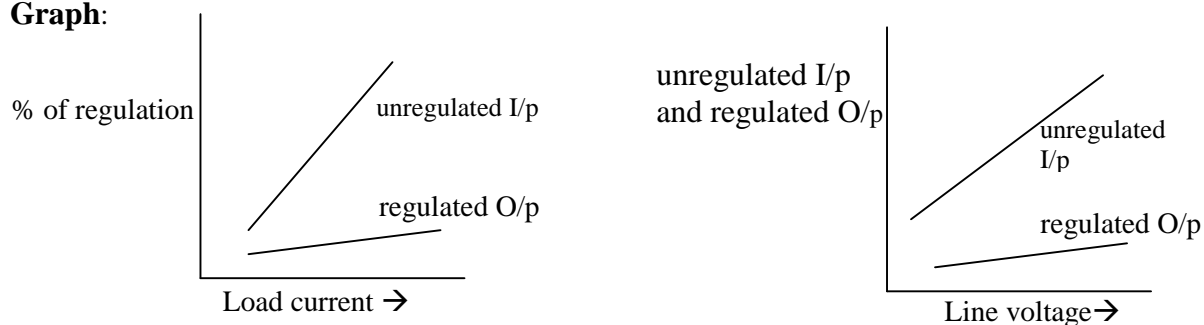 Graph:
% of regulation
unregulated I/p
regulated O/p
Load current →
unregulated I/p
and regulated O/p
unregulated
I/p
regulated O/p
Line voltage→